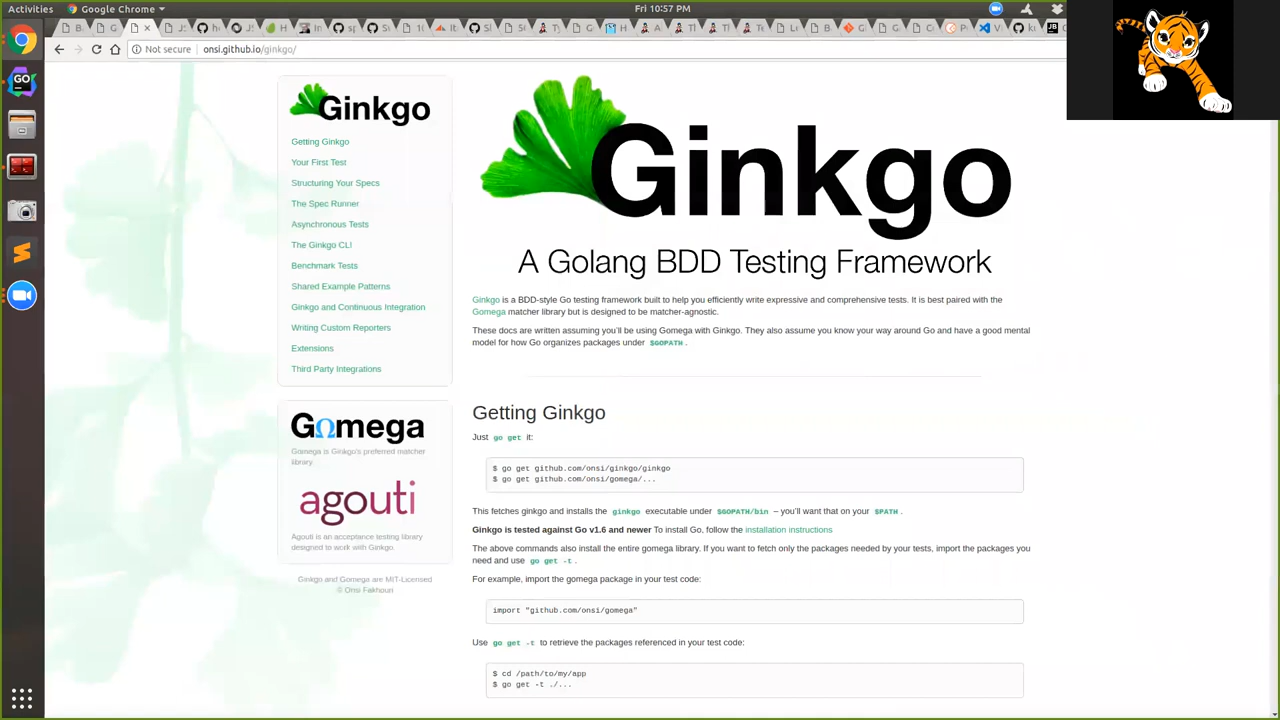 Activities
Google Chrome
Fri 10:57 PM
Not secure
onsi.github.io/ginkgo/
Ginkgo
Getting Ginkgo
Your First Test
Structuring Your Specs
The Spec Runner
Asynchronous Tests
The Ginkgo CLI
Benchmark Tests
Shared Example Patterns
Ginkgo and Continuous Integration
Writing Custom Reporters
Extensions
Third Party Integrations
GΩmega
Gomega is Ginkgo's preferred matcher
library.
agouti
Agouti is an acceptance testing library
designed to work with Ginkgo.
Ginkgo and Gomega are MIT-Licensed
© Onsi Fakhouri
Ginkgo
A Golang BDD Testing Framework
Ginkgo is a BDD-style Go testing framework built to help you efficiently write expressive and comprehensive tests. It is best paired with the
Gomega matcher library but is designed to be matcher-agnostic.
These docs are written assuming you'll be using Gomega with Ginkgo. They also assume you know your way around Go and have a good mental
model for how Go organizes packages under $GOPATH.
Getting Ginkgo
Just go get it:
$ go get github.com/onsi/ginkgo/ginkgo
$ go get github.com/onsi/gomega/...
This fetches ginkgo and installs the ginkgo executable under $GOPATH/bin – you'll want that on your $PATH.
Ginkgo is tested against Go v1.6 and newer To install Go, follow the installation instructions
The above commands also install the entire gomega library. If you want to fetch only the packages needed by your tests, import the packages you
need and use go get -t.
For example, import the gomega package in your test code:
import "github.com/onsi/gomega"
Use go get -t to retrieve the packages referenced in your test code:
$ cd /path/to/my/app
$ go get -t ./...